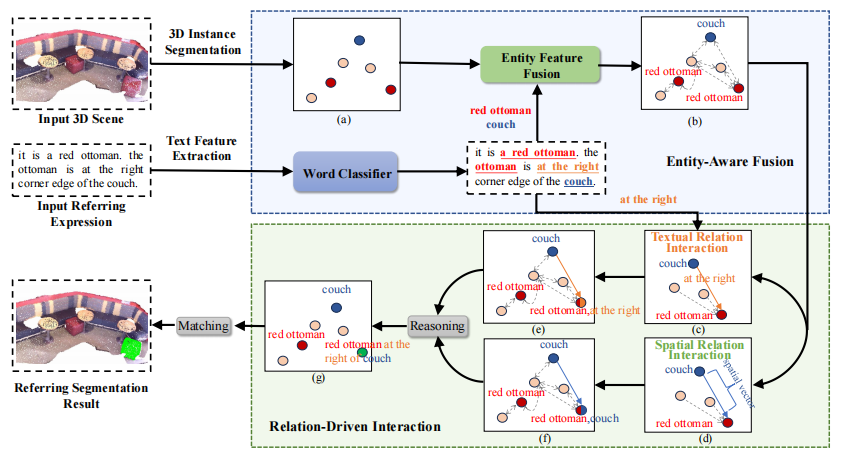 3D Instance
Segmentation
Input 3D Scene
(a)
Entity Feature
Fusion
couch
red ottoman
red ottoman
(b)
red ottoman
couch
it is a red ottoman. the
ottoman is at the right
corner edge of the couch.
Input Referring
Expression
Text Feature
Extraction
Word Classifier
it is a red ottoman. the
ottoman is at the right
corner edge of the couch.
Entity-Aware Fusion
at the right
Textual Relation
Interaction
couch
at the right
red ottoman
(c)
couch
red ottoman
red ottoman,at the right
(e)
Spatial Relation
Interaction
couch
spatial vector
red ottoman
(d)
couch
red ottoman
red ottoman,couch
(f)
Reasoning
couch
red ottoman
red ottoman at the
right of couch
(g)
Matching
Referring Segmentation
Result
Relation-Driven Interaction